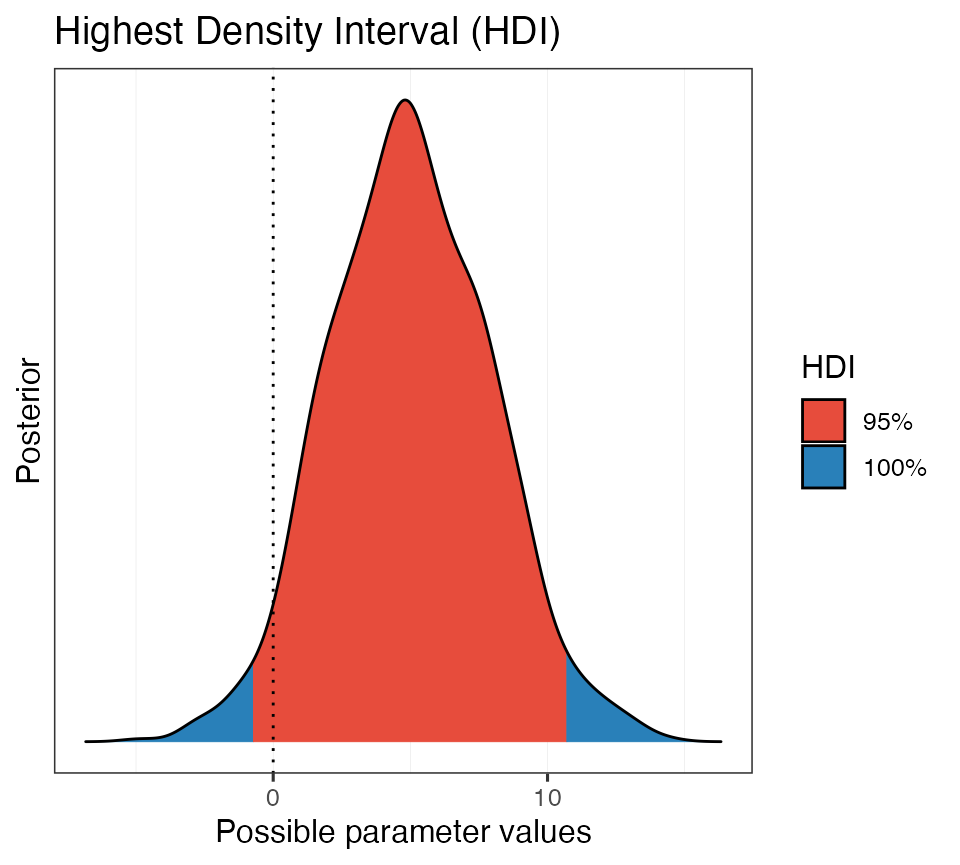 Highest Density Interval (HDI)
Posterior
HDI
95%
100%
0
10
Possible parameter values